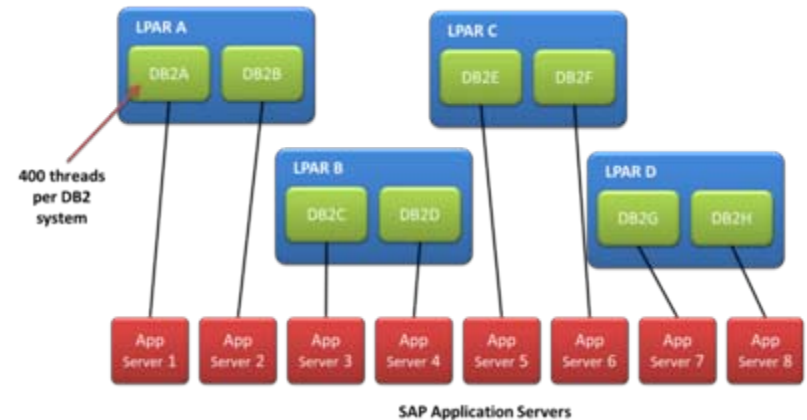 LPAR A
DB2A
DB2B
LPAR C
DB2E
DB2F
400 threads
per DB2
system
LPAR B
DB2C
DB2D
LPAR D
DB2G
DB2H
App
Server 1
App
Server 2
App
Server 3
App
Server 4
App
Server 5
App
Server 6
App
Server 7
App
Server 8
SAP Application Servers